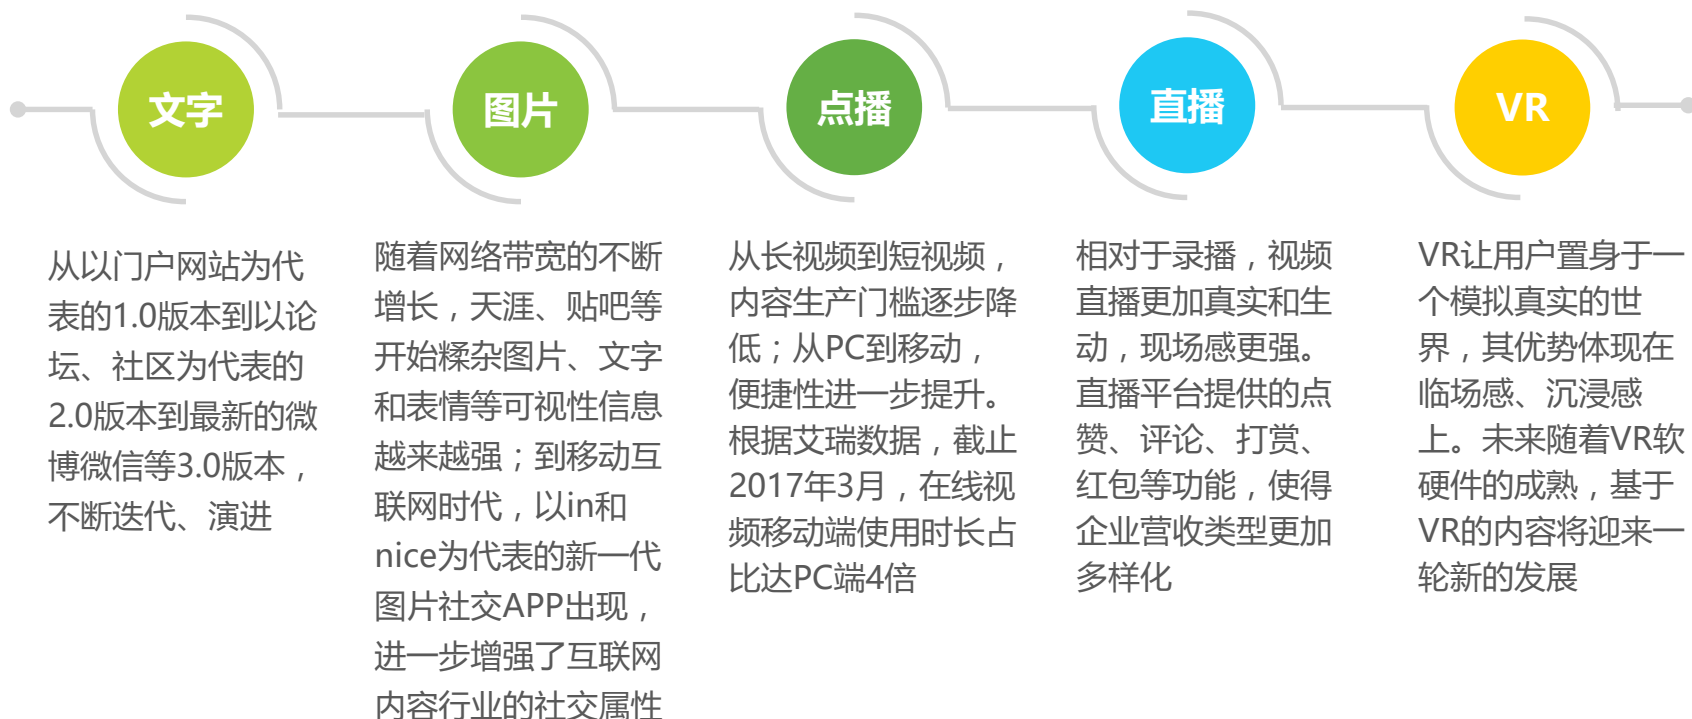 文字
图片
点播
直播
VR
从以门户网站为代
表的1.0版本到以论
坛、社区为代表的
2.0版本到最新的微
博微信等3.0版本，
不断迭代、演进
随着网络带宽的不断
增长，天涯、贴吧等
开始糅杂图片、文字
和表情等可视性信息
越来越强；到移动互
联网时代，以in和
nice为代表的新一代
图片社交APP出现，
进一步增强了互联网
内容行业的社交属性
从长视频到短视频，
内容生产门槛逐步降
低；从PC到移动，
便捷性进一步提升。
根据艾瑞数据，截止
2017年3月，在线视
频移动端使用时长占
比达PC端4倍
相对于录播，视频
直播更加真实和生
动，现场感更强。
直播平台提供的点
赞、评论、打赏、
红包等功能，使得
企业营收类型更加
多样化
VR让用户置身于一
个模拟真实的世
界，其优势体现在
临场感、沉浸感
上。未来随着VR软
硬件的成熟，基于
VR的内容将迎来一
轮新的发展